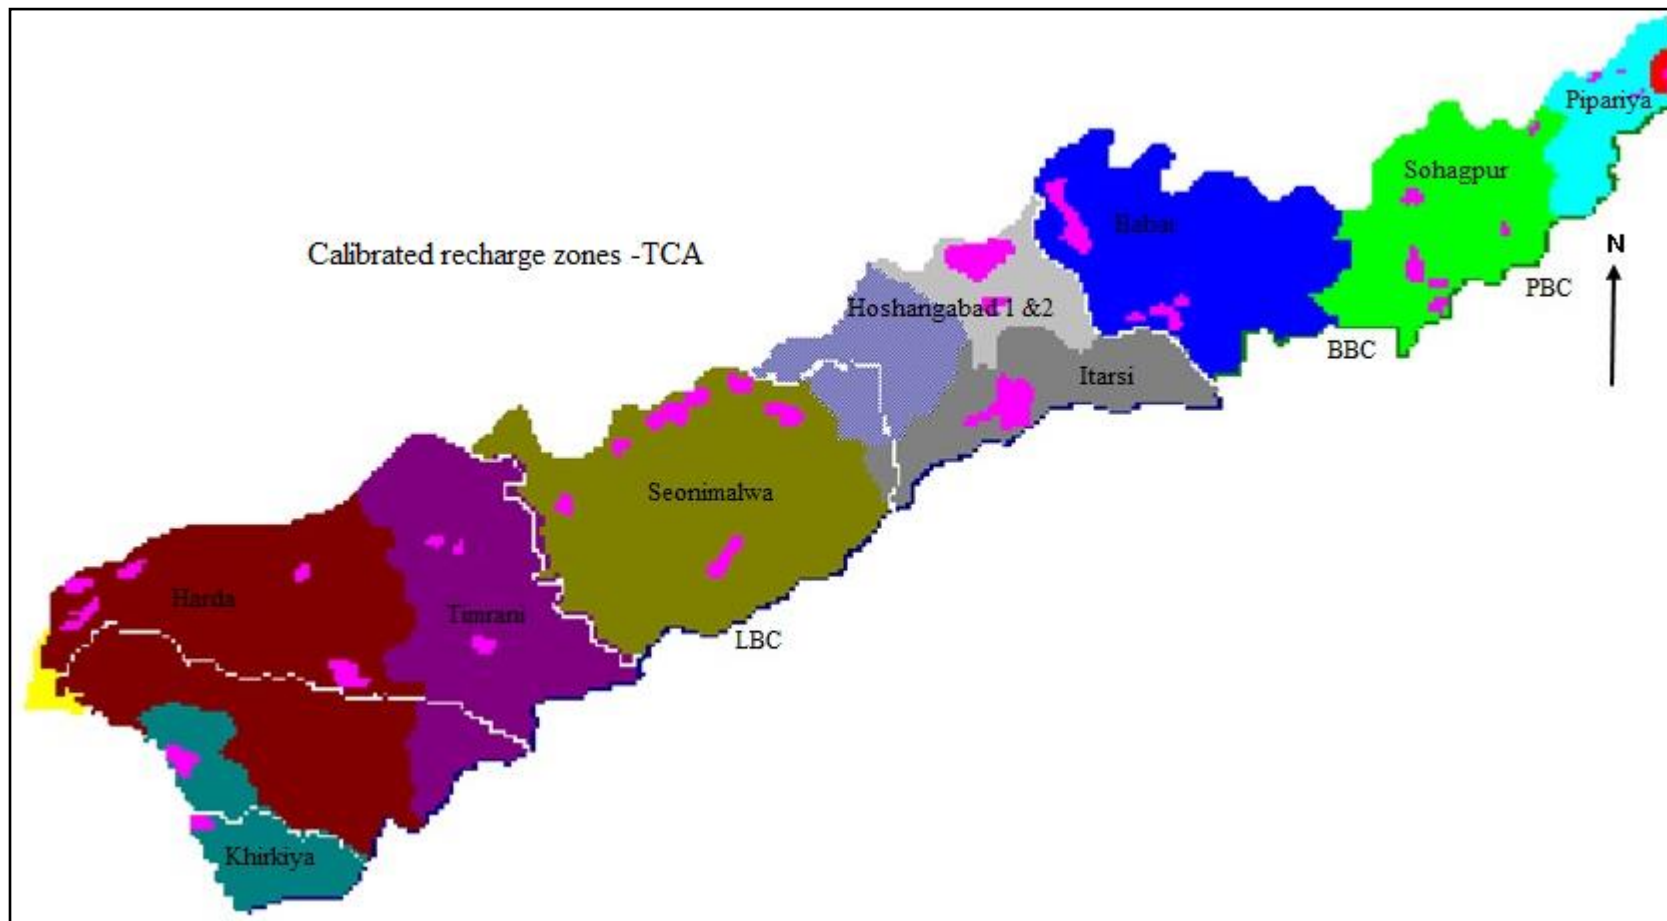 Pipariya
Sohagpur
Babai
N
Calibrated recharge zones -TCA
PBC
Hoshangabad 1 &2
BBC
Itarsi
Seonimalwa
Harda
Timrani
LBC
Khirkiya